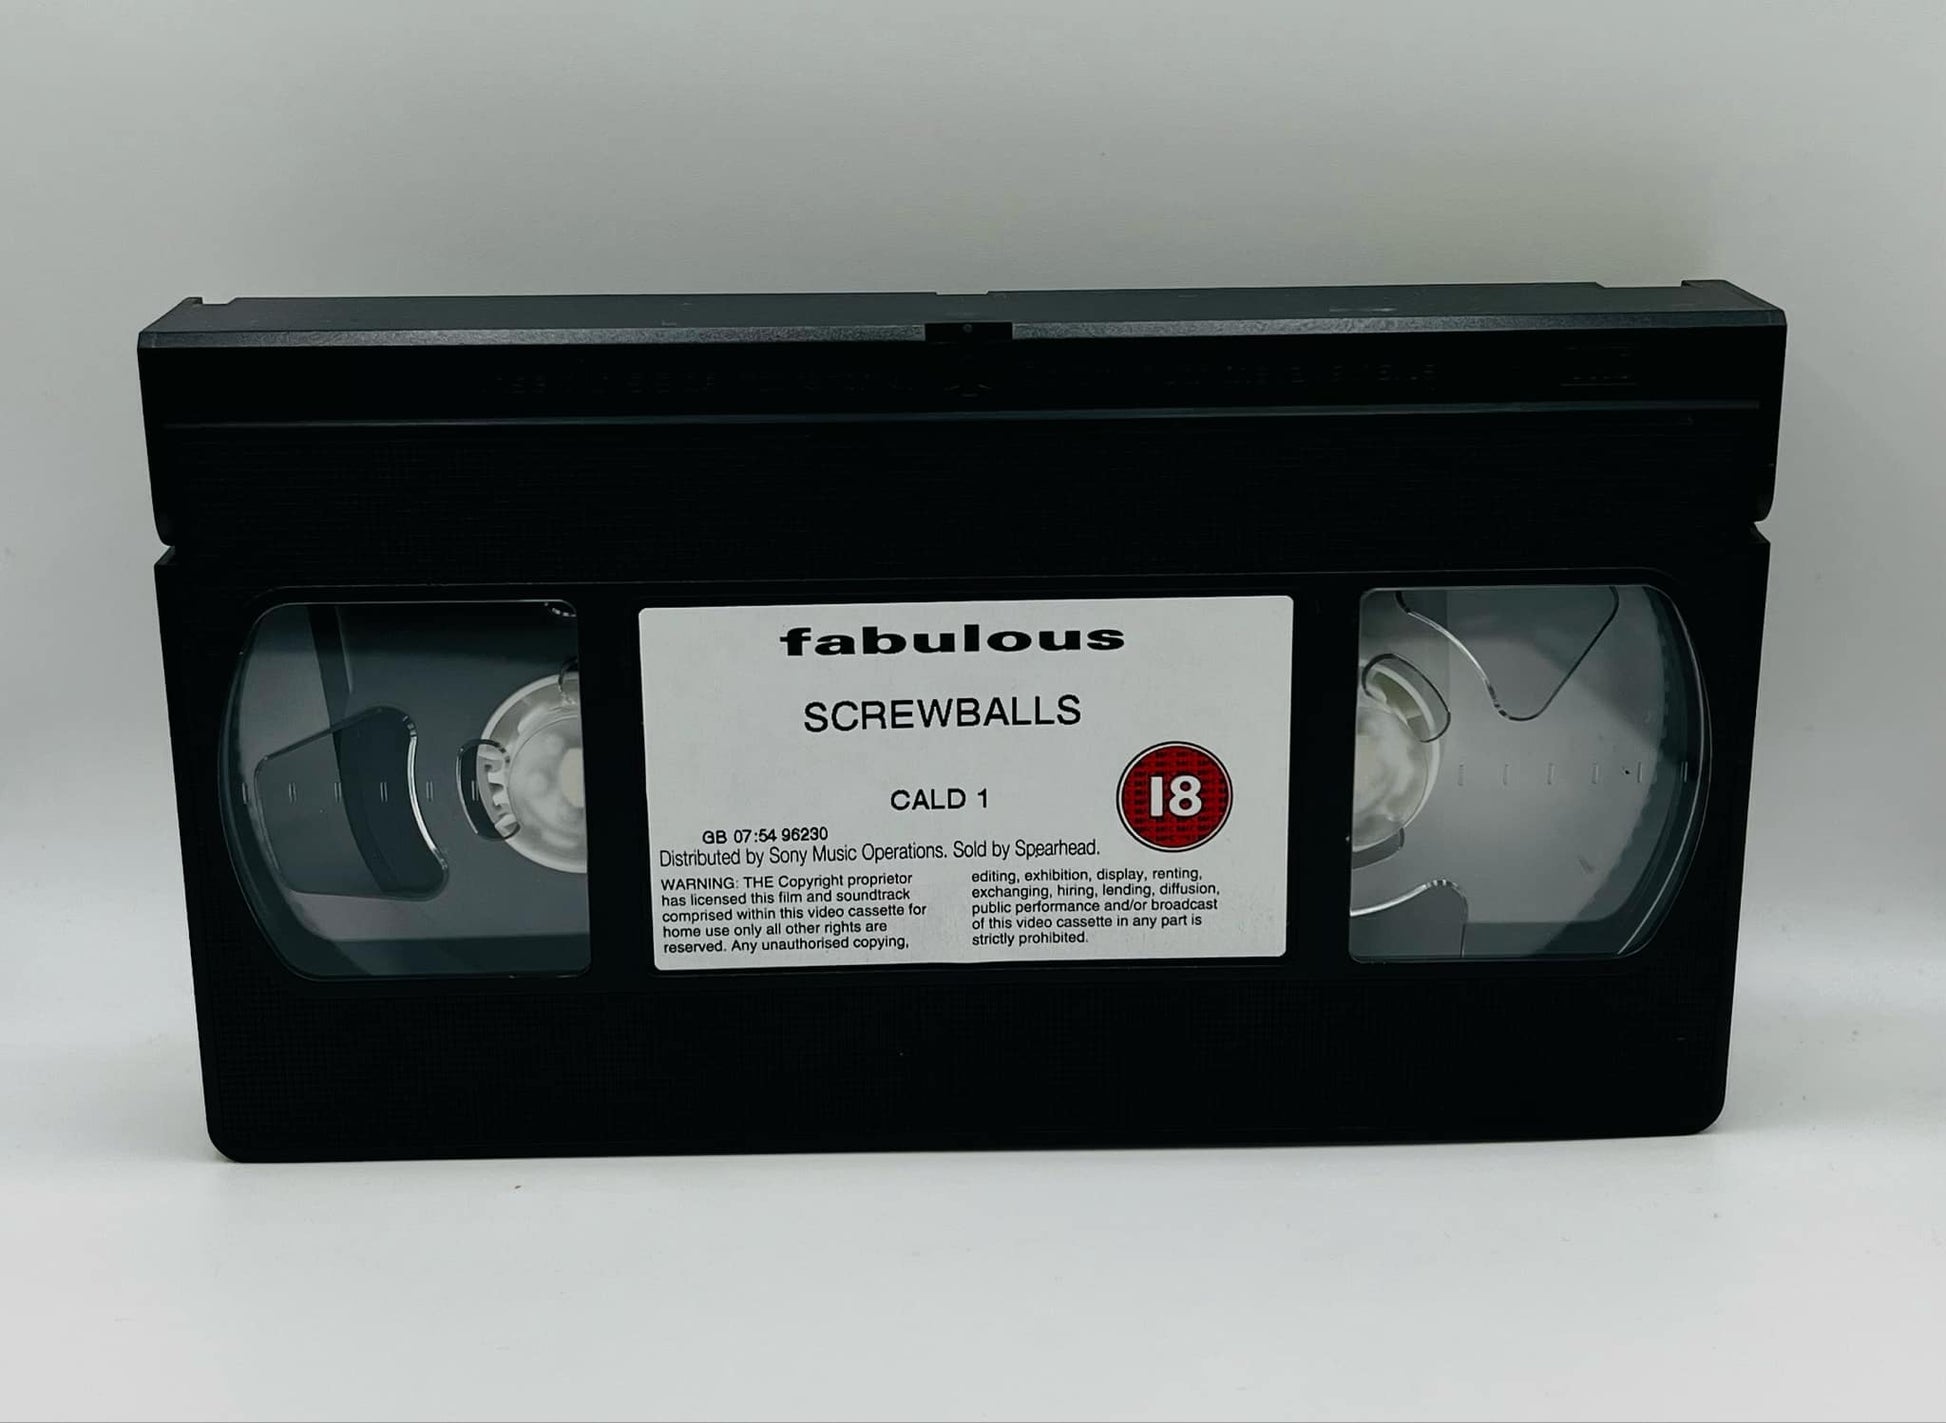 fabulous
SCREWBALLS
CALD 1
18
GB 07:54 96230
Distributed by Sony Music Operations. Sold by Spearhead.
WARNING: THE Copyright proprietor
has licensed this film and soundtrack
comprised within this video cassette for
home use only all other rights are
reserved. Any unauthorised copying,
editing, exhibition, display, renting,
exchanging, hiring, lending, diffusion,
public performance and/or broadcast
of this video cassette in any part is
strictly prohibited.